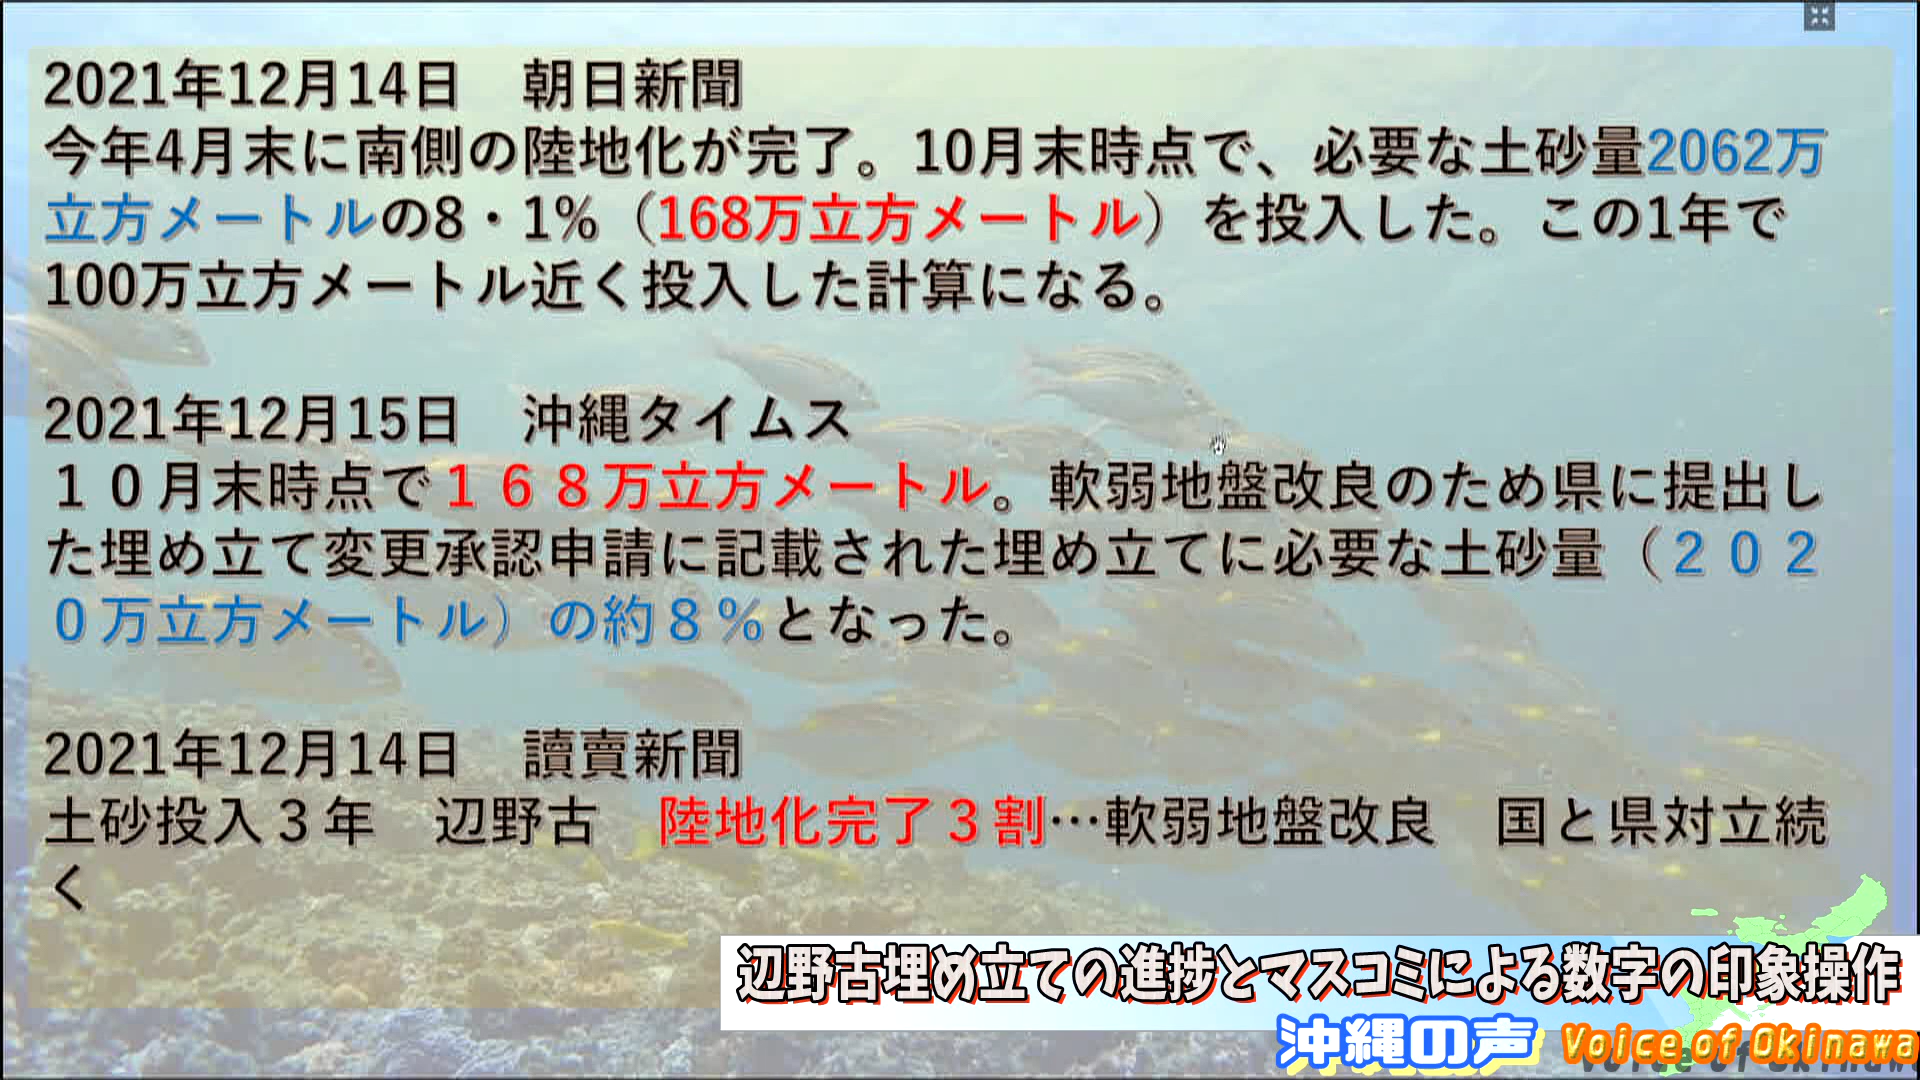 2021年12月14日　朝日新聞
今年4月末に南側の陸地化が完了。10月末時点で、必要な土砂量2062万
立方メートルの8・1%（168万立方メートル）を投入した。この1年で
100万立方メートル近く投入した計算になる。
2021年12月15日　沖縄タイムス
１０月末時点で１６８万立方メートル。軟弱地盤改良のため県に提出し
た埋め立て変更承認申請に記載された埋め立てに必要な土砂量（２０２
０万立方メートル）の約８％となった。
2021年12月14日　讀賣新聞
土砂投入３年　辺野古　陸地化完了３割…軟弱地盤改良　国と県対立続
く
辺野古埋め立ての進捗とマスコミによる数字の印象操作
沖縄の声 Voice of Okinawa